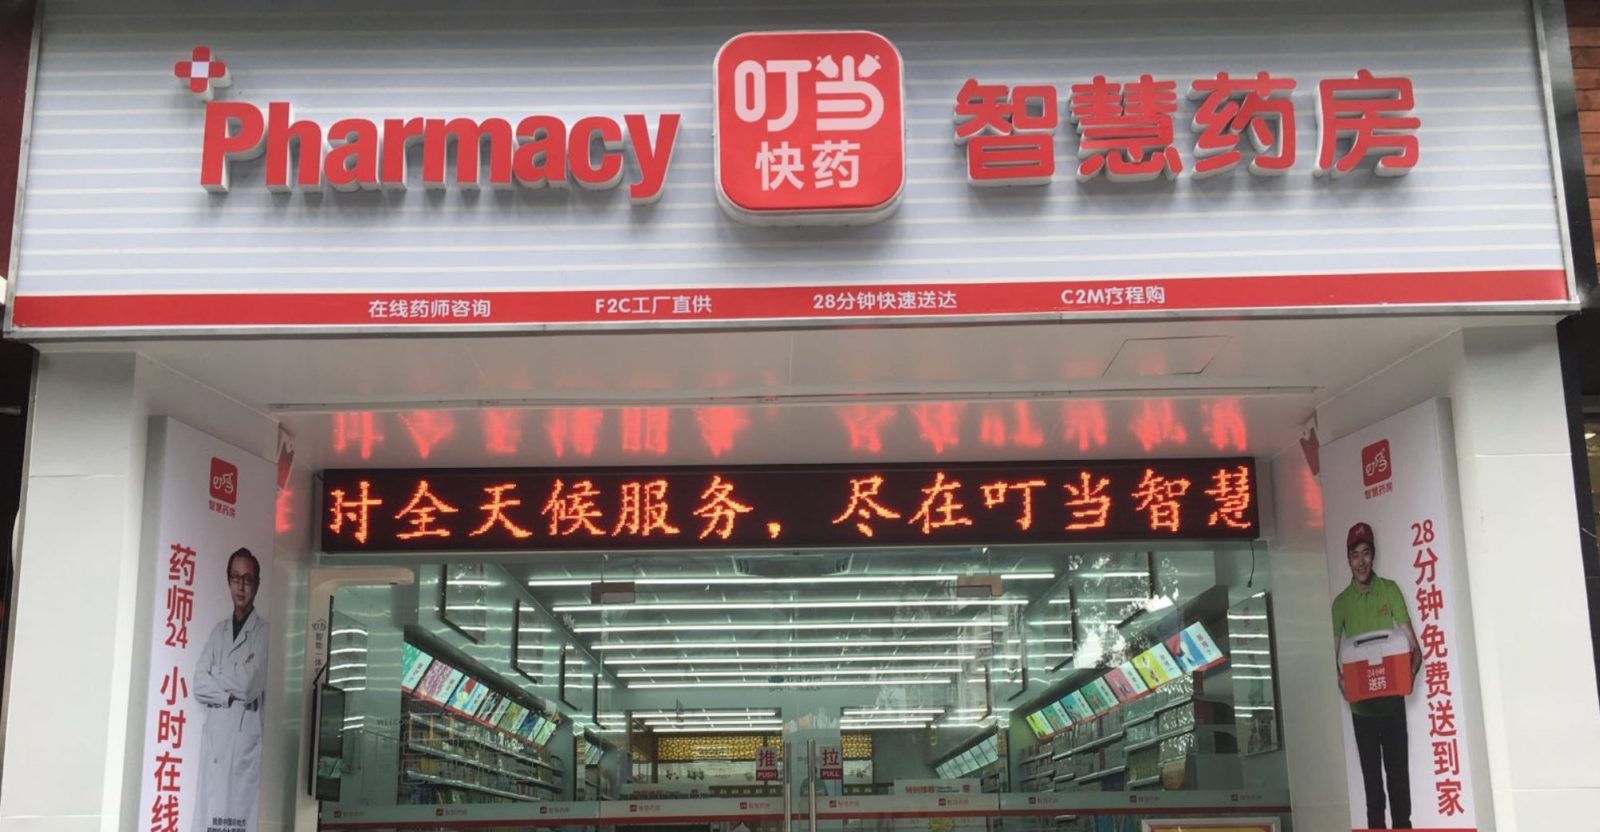 Pharmacy
叮当
快药
智慧药房
在线药师咨询
F2C工厂直供
28分钟快速送达
C2M疗程购
时全天候服务，尽在叮当智慧
叮当
智慧药房
药师24小时在线
叮当
智慧药房
28分钟免费送到家
24小时
送药
推
PUSH
拉
PULL